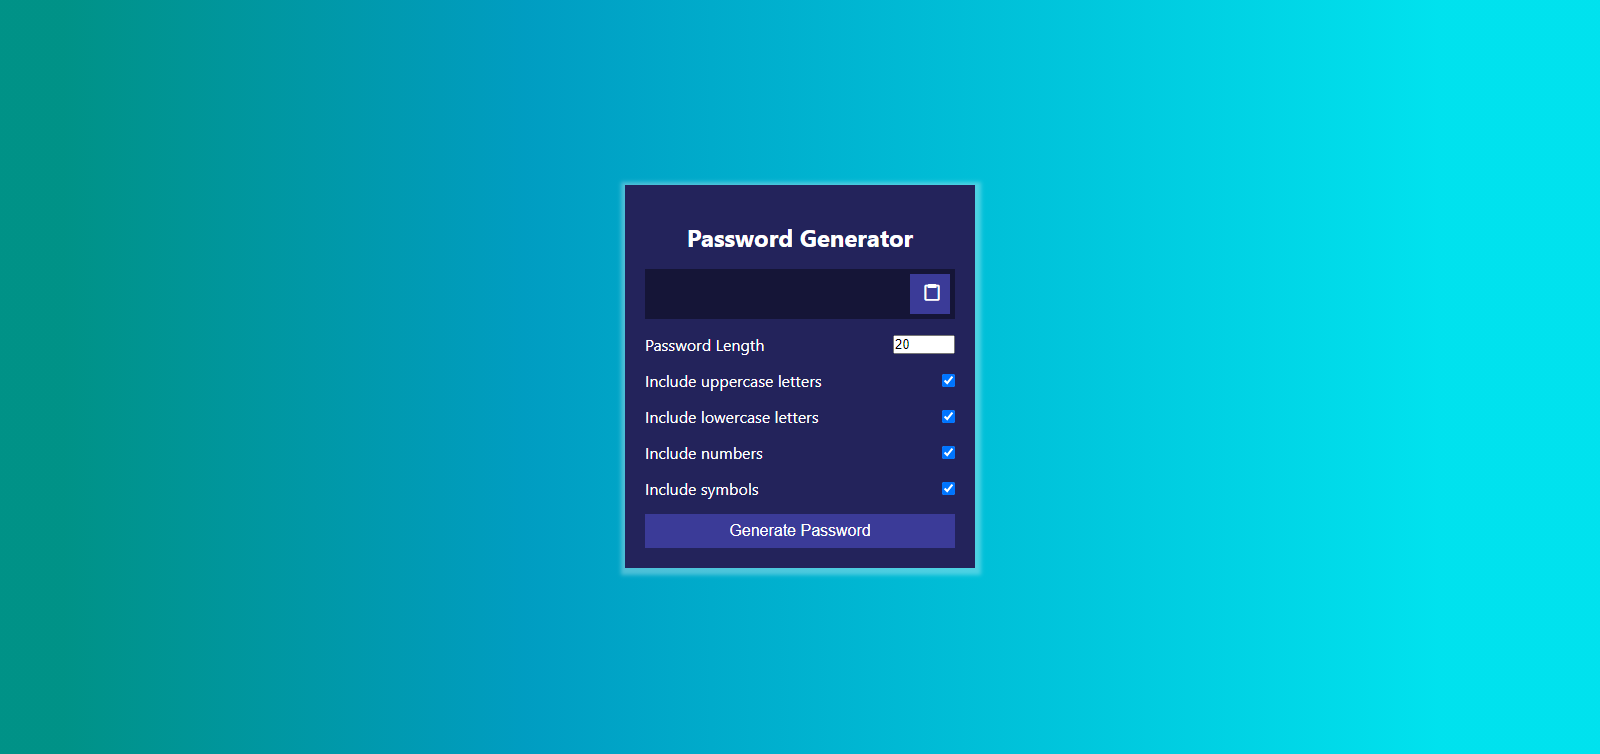 Password Generator
Password Length 20
Include uppercase letters
Include lowercase letters
Include numbers
Include symbols
Generate Password